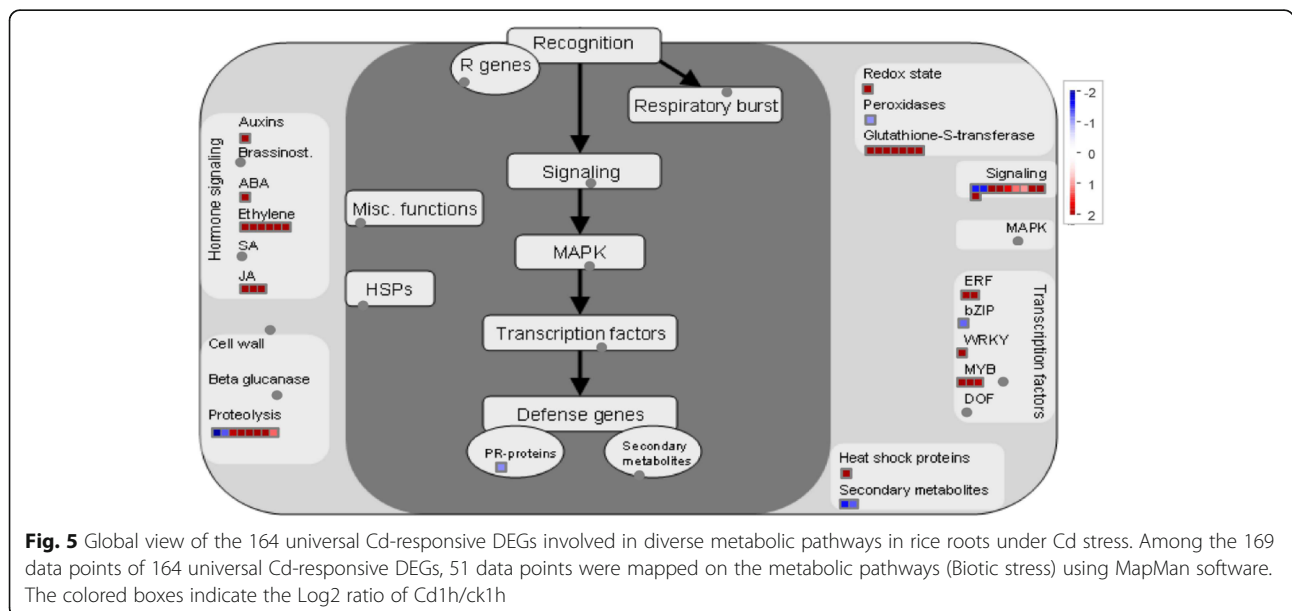 Recognition
R genes
Respiratory burst
Signaling
Misc. functions
MAPK
HSPs
Transcription factors
Defense genes
PR-proteins
Secondary
metabolites
Hormone signaling
Auxins
Brassinost.
ABA
Ethylene
SA
JA
Cell wall
Beta glucanase
Proteolysis
Redox state
Peroxidases
Glutathione-S-transferase
Signaling
MAPK
ERF
bZIP
WRKY
MYB
DOF
Transcription factors
Heat shock proteins
Secondary metabolites
-2
-1
0
1
2
Fig. 5 Global view of the 164 universal Cd-responsive DEGs involved in diverse metabolic pathways in rice roots under Cd stress. Among the 169
data points of 164 universal Cd-responsive DEGs, 51 data points were mapped on the metabolic pathways (Biotic stress) using MapMan software.
The colored boxes indicate the Log2 ratio of Cd1h/ck1h